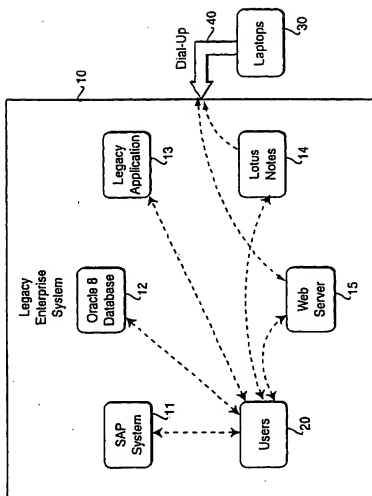 Legacy
Enterprise
System
10
SAP
System
11
Oracle 8
Database
12
Legacy
Application
13
Dial-Up
40
Users
20
Web
Server
15
Lotus
Notes
14
Laptops
30